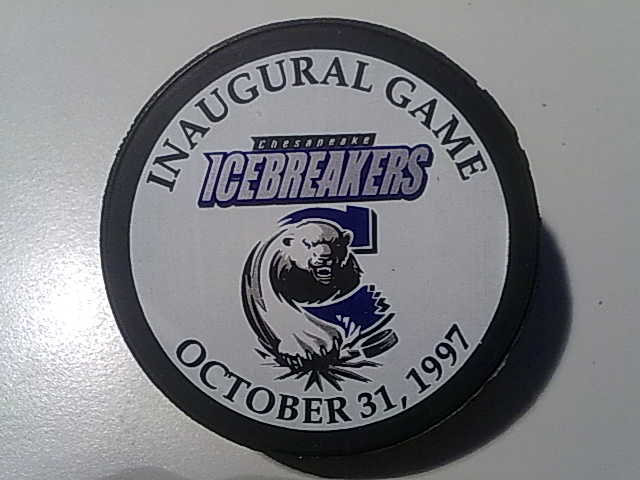 INAUGURAL GAME
Chesapeake
ICEBREAKERS
OCTOBER 31, 1997